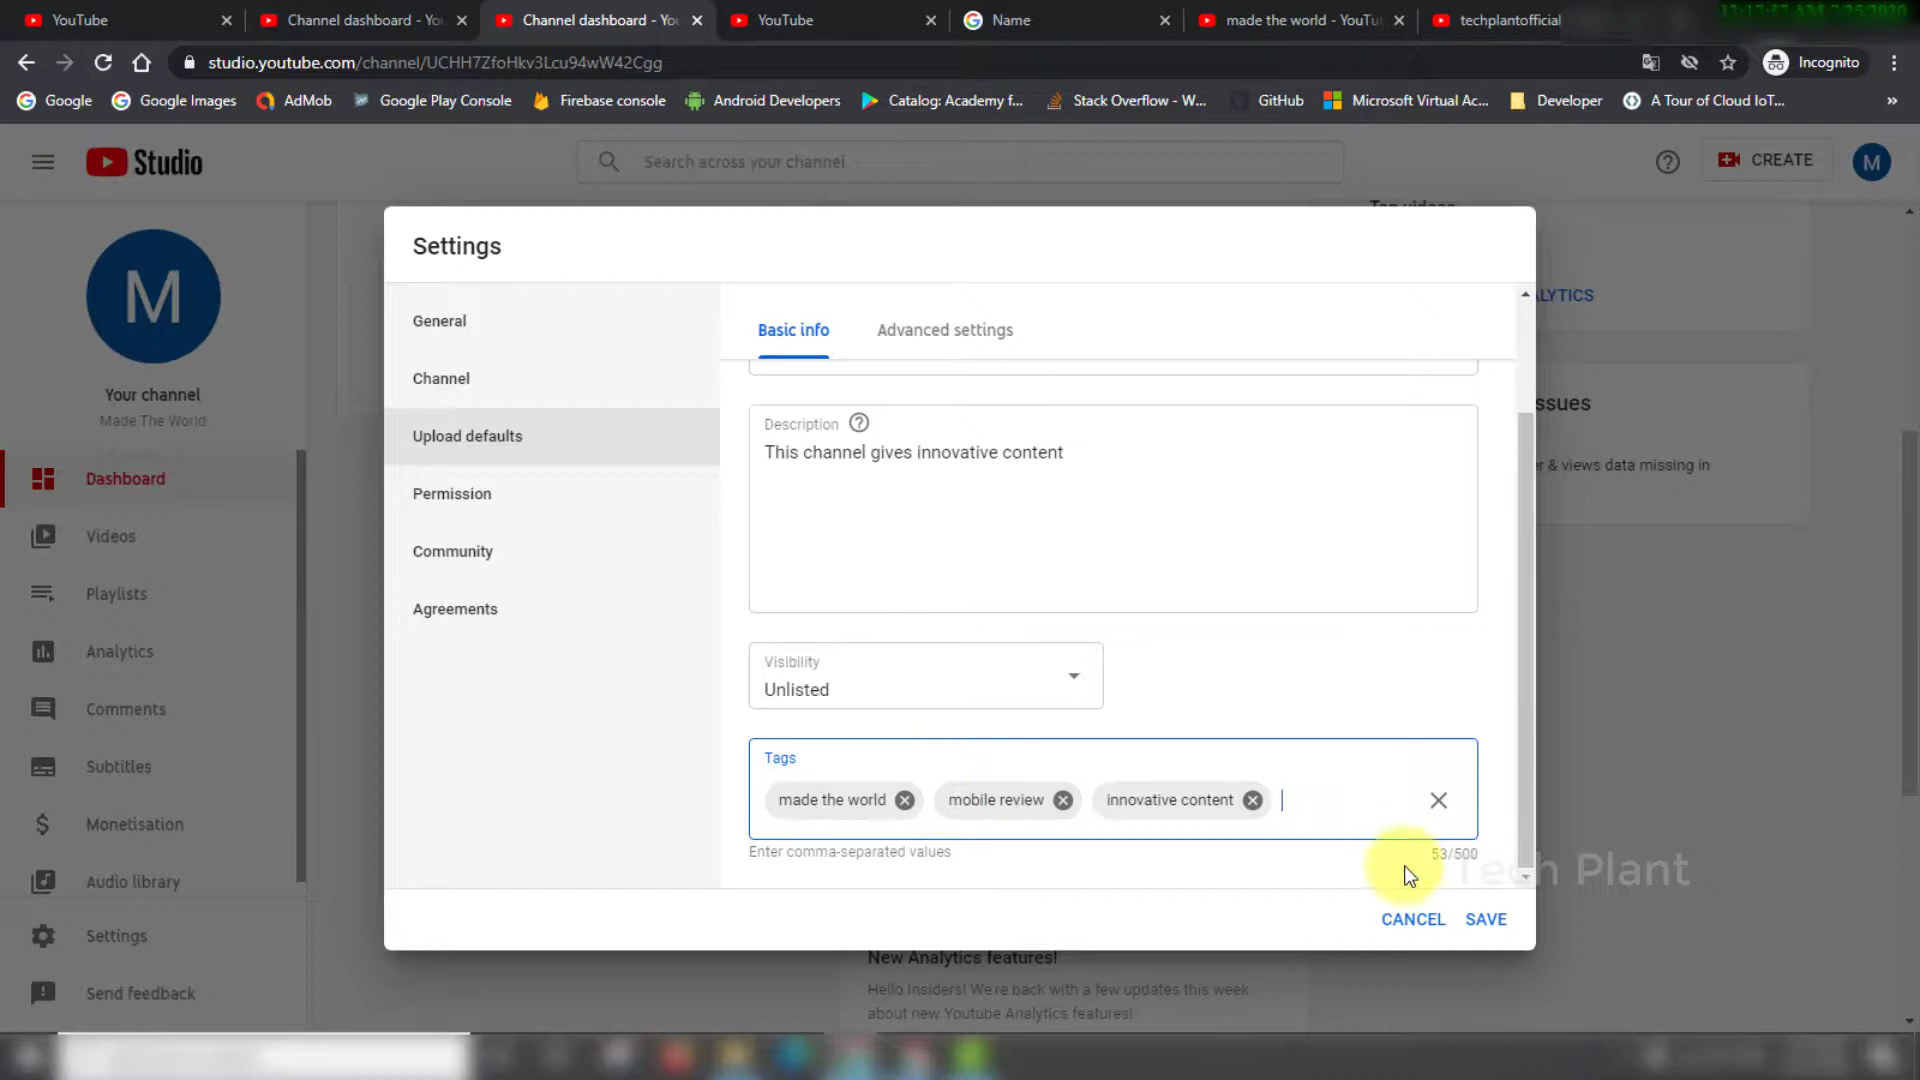 YouTube
Channel dashboard - You
Channel dashboard - You
YouTube
Name
made the world - YouTu
techplantofficial
studio.youtube.com/channel/UCHH7ZfoHkv3Lcu94wW42Cgg
Incognito
Google
Google Images
AdMob
Google Play Console
Firebase console
Android Developers
Catalog: Academy f...
Stack Overflow - W...
GitHub
Microsoft Virtual Ac...
Developer
A Tour of Cloud IoT...
»
Studio
Search across your channel
CREATE
M
Settings
M
Your channel
Made The World
Dashboard
Videos
Playlists
Analytics
Comments
Subtitles
Monetisation
Audio library
Settings
Send feedback
General
Channel
Upload defaults
Permission
Community
Agreements
Basic info
Advanced settings
Description
This channel gives innovative content
Visibility
Unlisted
Tags
made the world
mobile review
innovative content
Enter comma-separated values
53/500
Tech Plant
CANCEL
SAVE
LYTICS
ssues
r & views data missing in
New Analytics features!
Hello Insiders! We're back with a few updates this week
about new Youtube Analytics features!